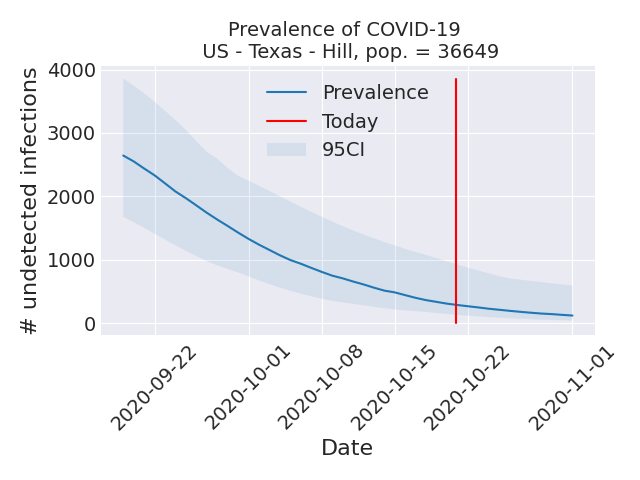 Prevalence of COVID-19
US - Texas - Hill, pop. = 36649
4000
3000
2000
1000
0
# undetected infections
Prevalence
Today
95CI
2020-09-22
2020-10-01
2020-10-08
2020-10-15
2020-10-22
2020-11-01
Date